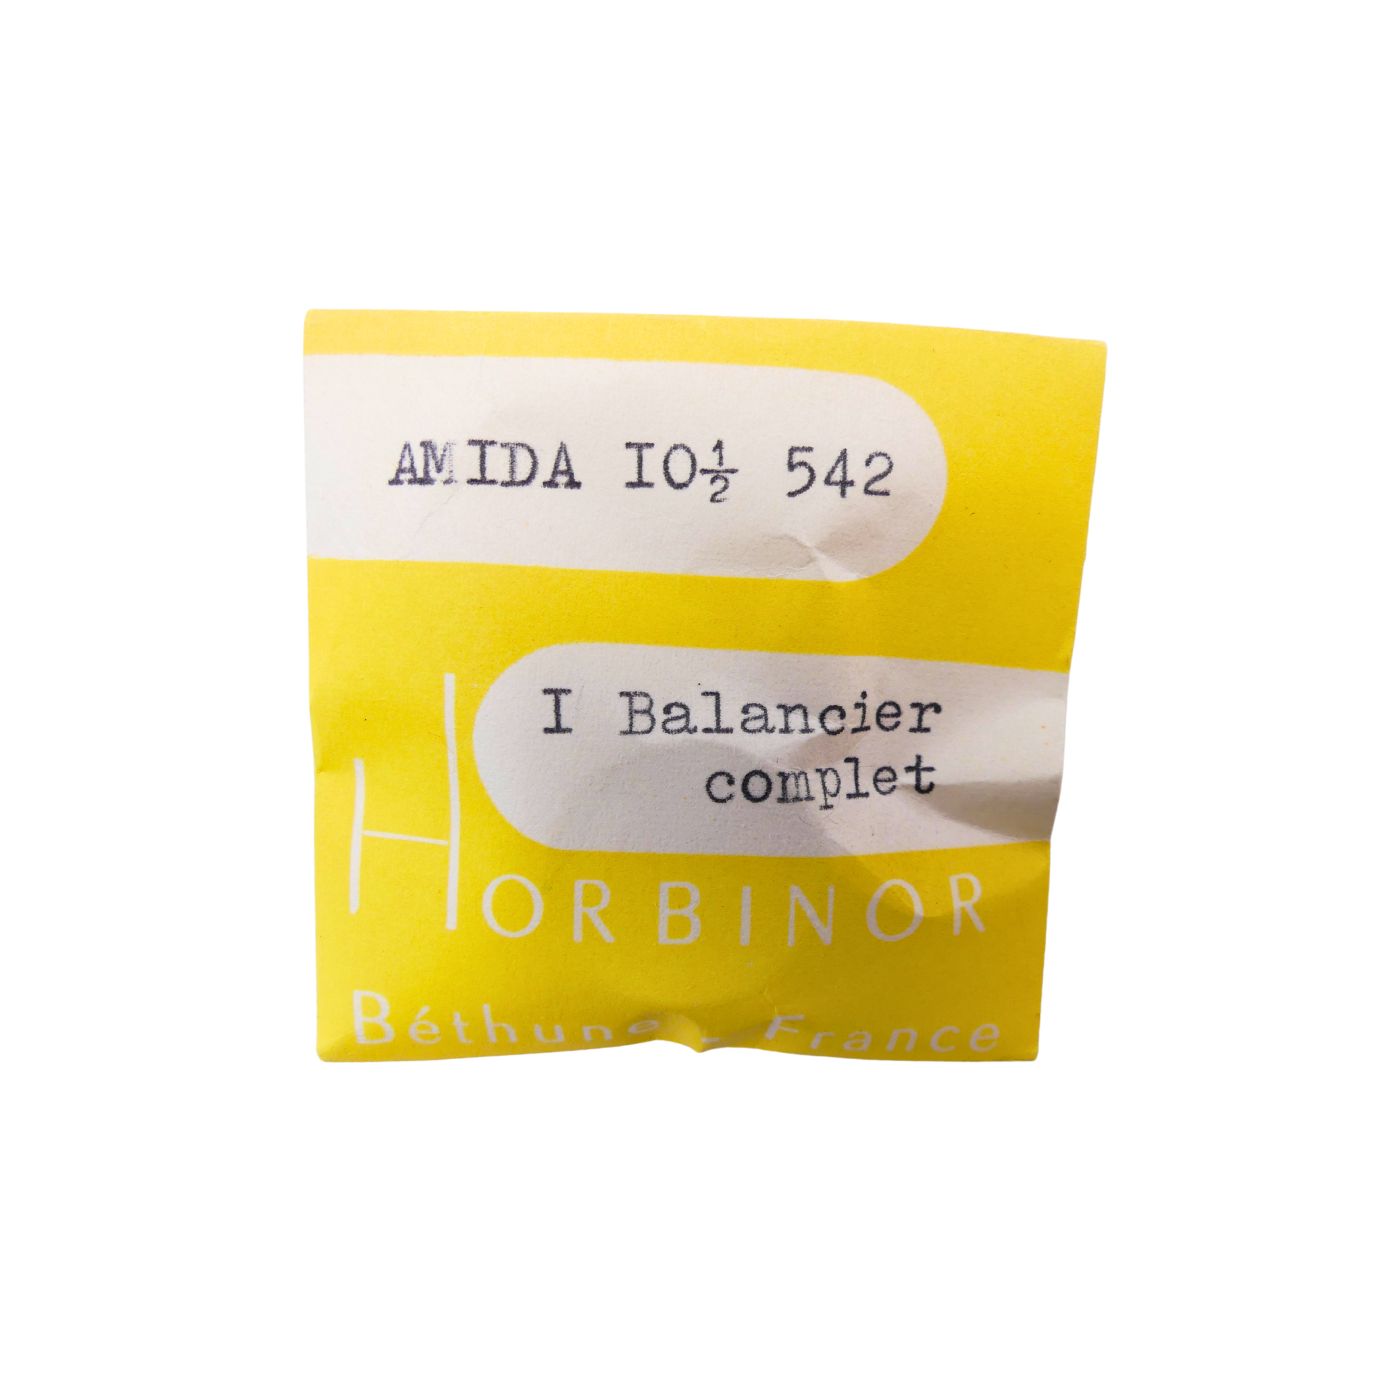 AMIDA IO½ 542
I Balancier
complet
HORBINOR
Béthune - France